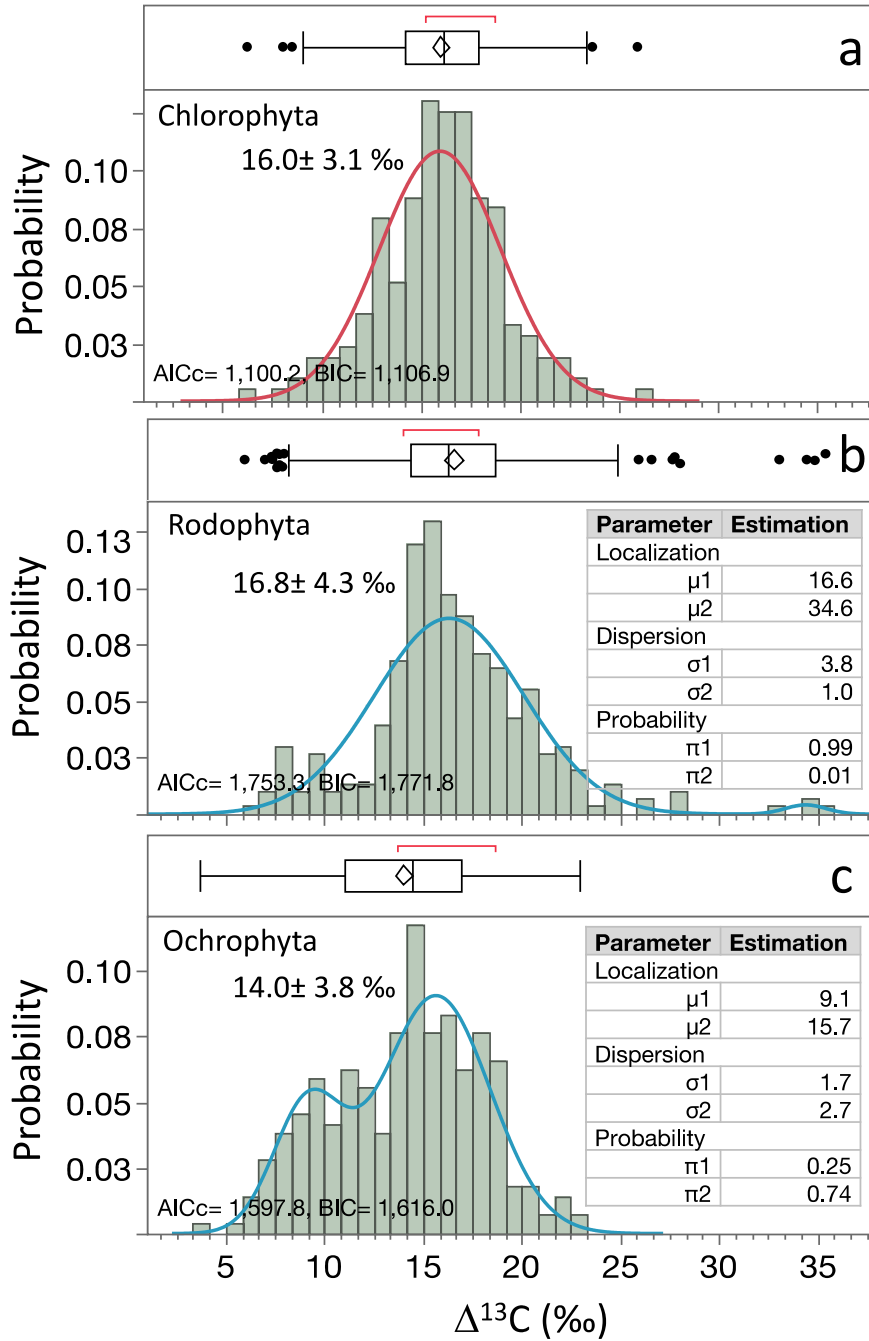 a
Chlorophyta
16.0± 3.1 ‰
Probability
0.10
0.08
0.05
0.03
AICc= 1,100.2, BIC= 1,106.9
b
Rodophyta
16.8± 4.3 ‰
Probability
0.13
0.10
0.08
0.05
0.03
AICc= 1,753.3, BIC= 1,771.8
Parameter Estimation
Localization
µ1 16.6
µ2 34.6
Dispersion
σ1 3.8
σ2 1.0
Probability
π1 0.99
π2 0.01
c
Ochrophyta
14.0± 3.8 ‰
Probability
0.10
0.08
0.05
0.03
AICc= 1,597.8, BIC= 1,616.0
Parameter Estimation
Localization
µ1 9.1
µ2 15.7
Dispersion
σ1 1.7
σ2 2.7
Probability
π1 0.25
π2 0.74
5 10 15 20 25 30 35
Δ¹³C (‰)